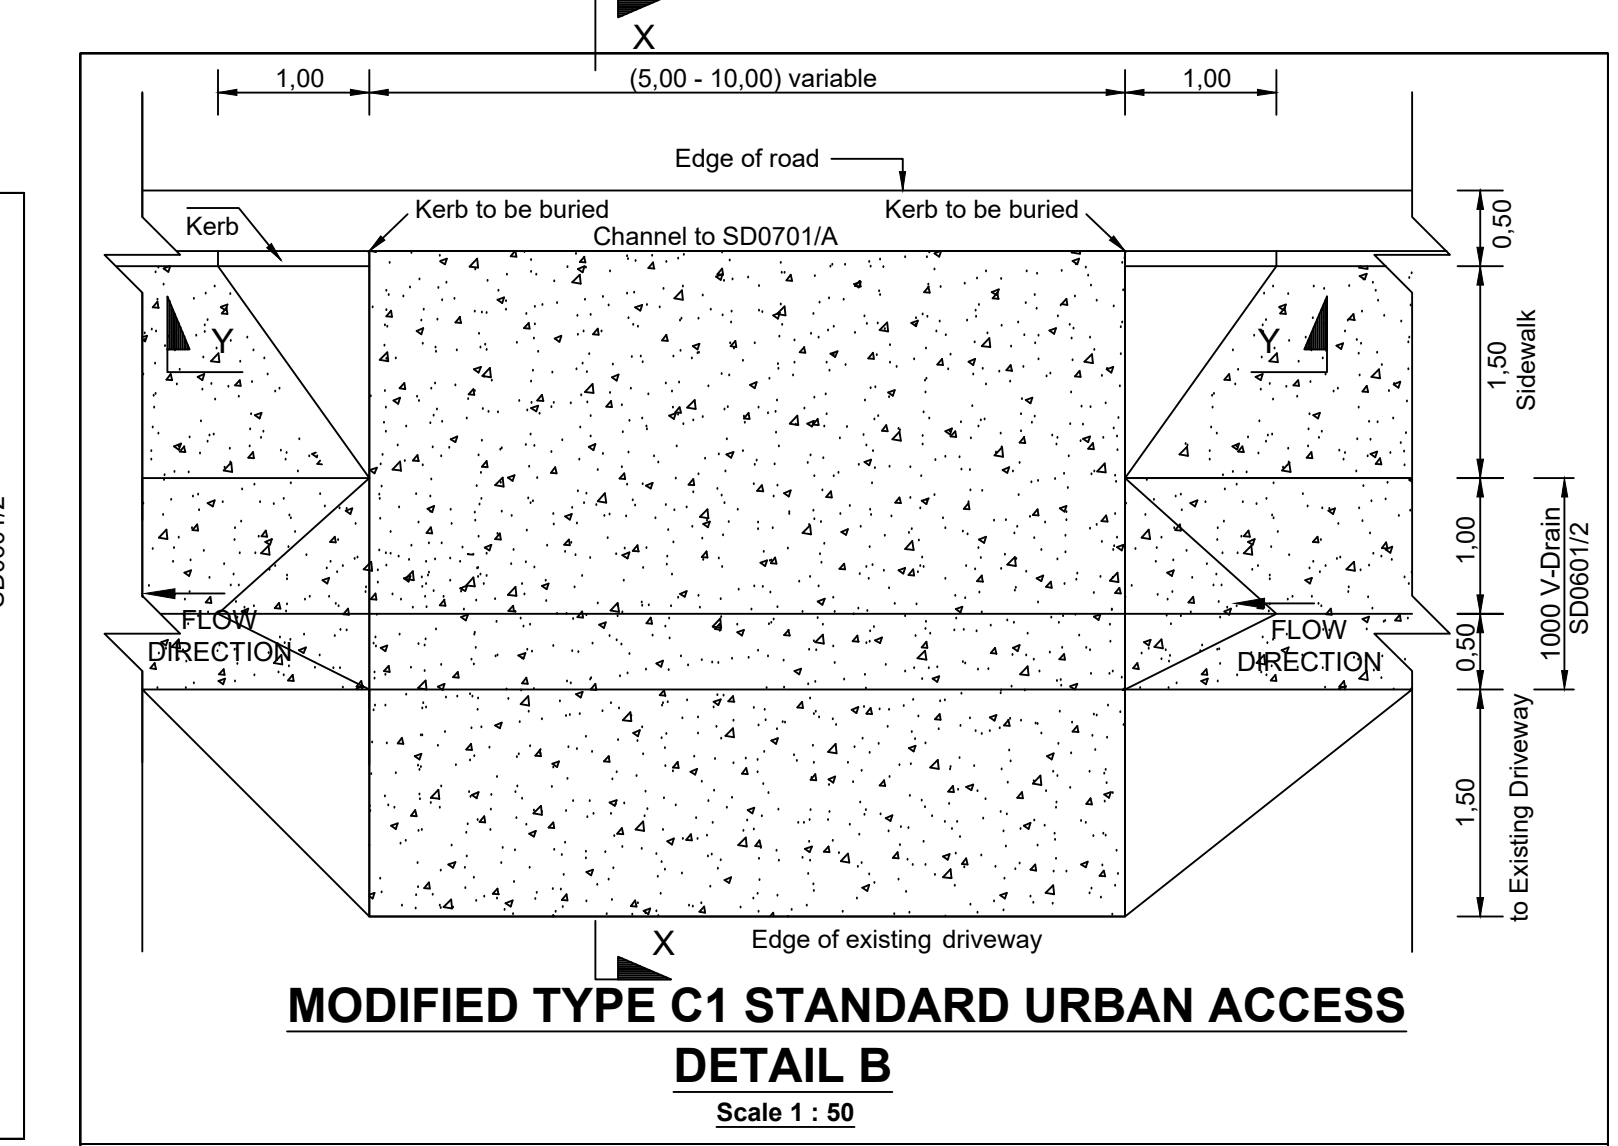 X
1,00
(5,00 - 10,00) variable
1,00
Edge of road
Kerb
Kerb to be buried
Kerb to be buried
Channel to SD0701/A
0,50
Y
Y
1,50
Sidewalk
1,00
1000 V-Drain
SD0601/2
FLOW
DIRECTION
FLOW
DIRECTION
0,50
1,50
to Existing Driveway
X
Edge of existing driveway
MODIFIED TYPE C1 STANDARD URBAN ACCESS
DETAIL B
Scale 1 : 50